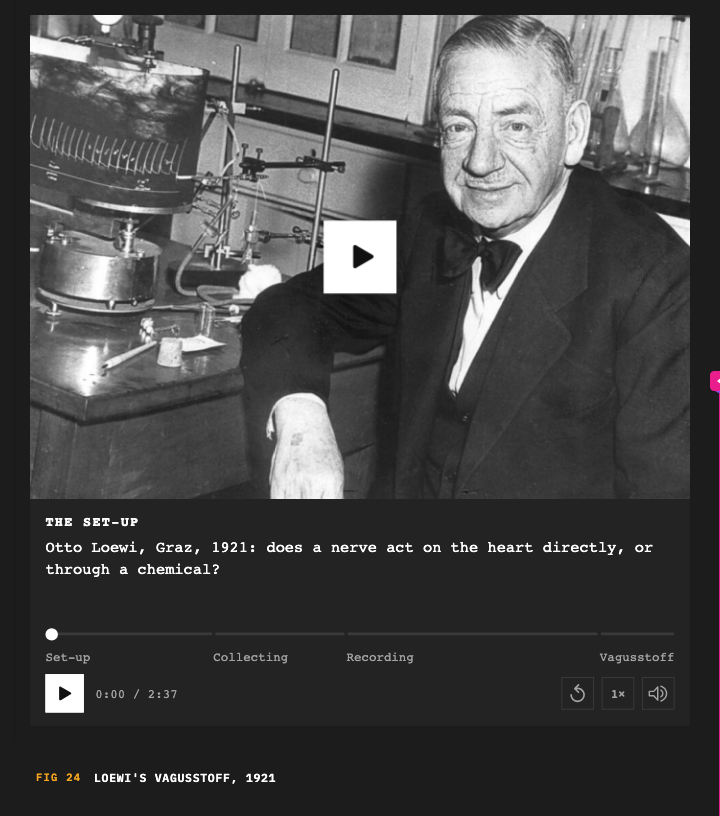 THE SET-UP
Otto Loewi, Graz, 1921: does a nerve act on the heart directly, or
through a chemical?
Set-up
Collecting
Recording
Vagusstoff
0:00 / 2:37
1×
FIG 24 LOEWI'S VAGUSSTOFF, 1921